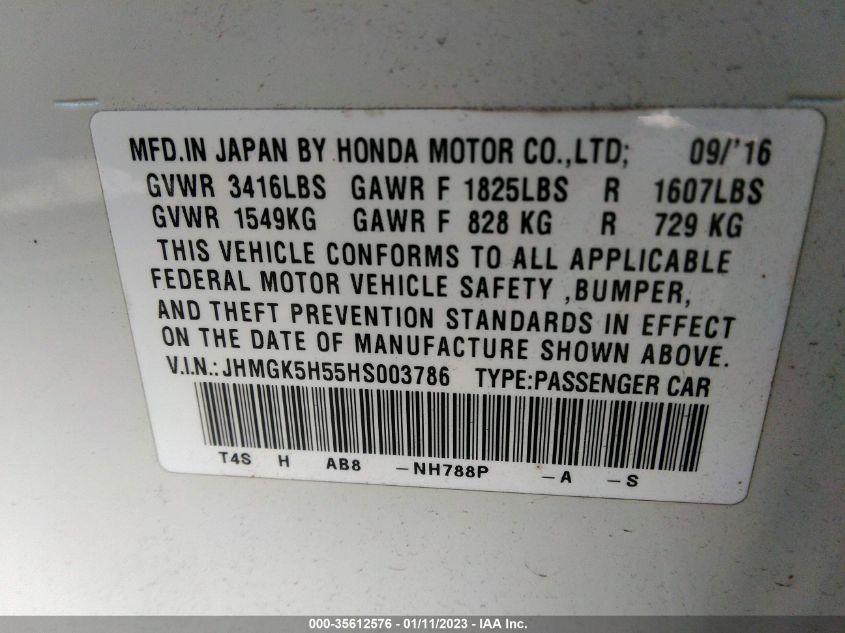 MFD.IN JAPAN BY HONDA MOTOR CO.,LTD; 09/'16
GVWR 3416LBS GAWR F 1825LBS R 1607LBS
GVWR 1549KG GAWR F 828 KG R 729 KG
THIS VEHICLE CONFORMS TO ALL APPLICABLE
FEDERAL MOTOR VEHICLE SAFETY ,BUMPER,
AND THEFT PREVENTION STANDARDS IN EFFECT
ON THE DATE OF MANUFACTURE SHOWN ABOVE.
V.I.N.: JHMGK5H55HS003786 TYPE:PASSENGER CAR
T4S H AB8 -NH788P -A -S
000-35612576 - 01/11/2023 - IAA Inc.